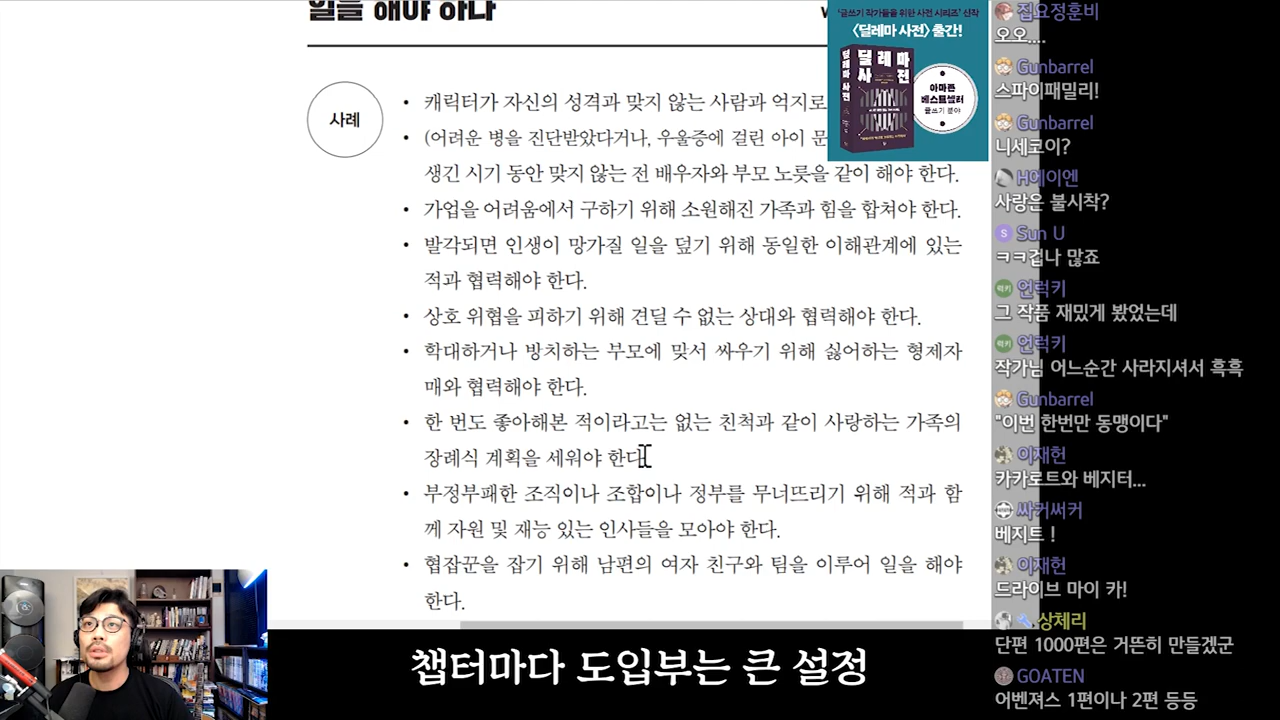 일을 해야 하나
사례
• 캐릭터가 자신의 성격과 맞지 않는 사람과 억지로
• (어려운 병을 진단받았다거나, 우울증에 걸린 아이 문
생긴 시기 동안 맞지 않는 전 배우자와 부모 노릇을 같이 해야 한다.
• 가업을 어려움에서 구하기 위해 소원해진 가족과 힘을 합쳐야 한다.
• 발각되면 인생이 망가질 일을 덮기 위해 동일한 이해관계에 있는
적과 협력해야 한다.
• 상호 위협을 피하기 위해 견딜 수 없는 상대와 협력해야 한다.
• 학대하거나 방치하는 부모에 맞서 싸우기 위해 싫어하는 형제자
매와 협력해야 한다.
• 한 번도 좋아해본 적이라고는 없는 친척과 같이 사랑하는 가족의
장례식 계획을 세워야 한다
• 부정부패한 조직이나 조합이나 정부를 무너뜨리기 위해 적과 함
께 자원 및 재능 있는 인사들을 모아야 한다.
• 협잡꾼을 잡기 위해 남편의 여자 친구와 팀을 이루어 일을 해야
한다.
'글쓰기 작가들을 위한 사전 시리즈' 신작
〈딜레마 사전〉 출간!
딜레마 사전
딜레마
사전
아마존
베스트셀러
글쓰기 분야
집요정훈비
오오....
Gunbarrel
스파이패밀리!
Gunbarrel
니세코이?
H에이엔
사랑은 불시착?
S Sun U
ㅋㅋ겁나 많죠
럭키 언럭키
그 작품 재밌게 봤었는데
럭키 언럭키
작가님 어느순간 사라지셔서 흑흑
Gunbarrel
"이번 한번만 동맹이다"
이재헌
카카로트와 베지터...
싸커써커
베지트 !
이재헌
드라이브 마이 카!
상체리
단편 1000편은 거뜬히 만들겠군
GOATEN
어벤져스 1편이나 2편 등등
챕터마다 도입부는 큰 설정